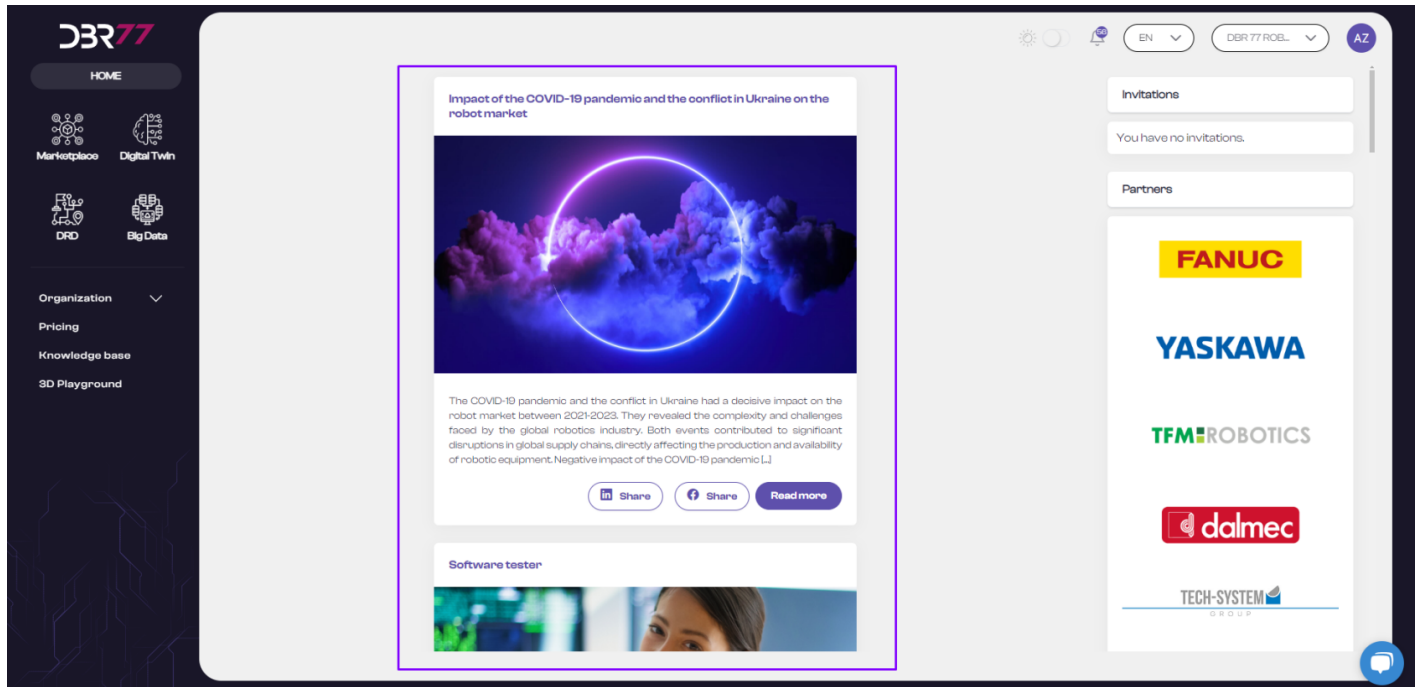 DBR77
HOME
Marketplace
Digital Twin
DRD
Big Data
Organization
Pricing
Knowledge base
3D Playground
58
EN
DBR 77 ROB...
AZ
Impact of the COVID-19 pandemic and the conflict in Ukraine on the
robot market
The COVID-19 pandemic and the conflict in Ukraine had a decisive impact on the
robot market between 2021-2023. They revealed the complexity and challenges
faced by the global robotics industry. Both events contributed to significant
disruptions in global supply chains, directly affecting the production and availability
of robotic equipment. Negative impact of the COVID-19 pandemic [...]
in Share
Share
Read more
Software tester
Invitations
You have no invitations.
Partners
FANUC
YASKAWA
TFM ROBOTICS
dalmec
TECH-SYSTEM
GROUP